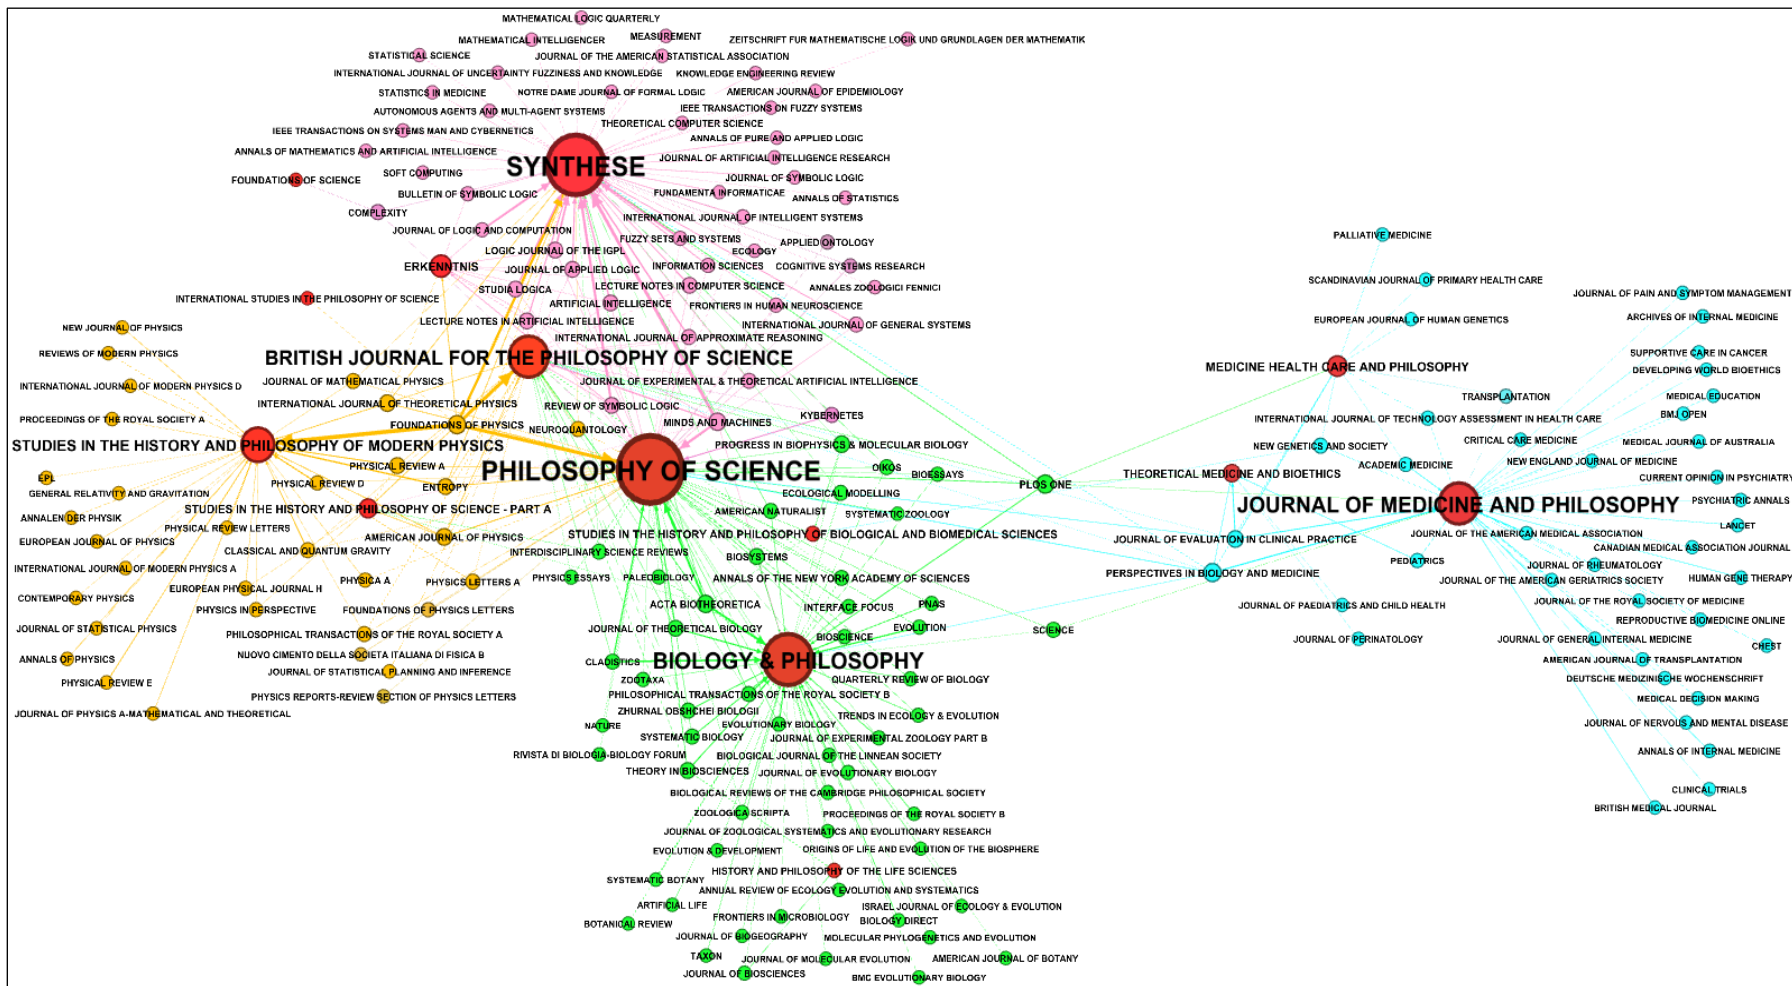 MATHEMATICAL LOGIC QUARTERLY
MATHEMATICAL INTELLIGENCER
MEASUREMENT
ZEITSCHRIFT FUR MATHEMATISCHE LOGIK UND GRUNDLAGEN DER MATHEMATIK
STATISTICAL SCIENCE
JOURNAL OF THE AMERICAN STATISTICAL ASSOCIATION
INTERNATIONAL JOURNAL OF UNCERTAINTY FUZZINESS AND KNOWLEDGE
KNOWLEDGE ENGINEERING REVIEW
STATISTICS IN MEDICINE
NOTRE DAME JOURNAL OF FORMAL LOGIC
AMERICAN JOURNAL OF EPIDEMIOLOGY
AUTONOMOUS AGENTS AND MULTI-AGENT SYSTEMS
IEEE TRANSACTIONS ON FUZZY SYSTEMS
THEORETICAL COMPUTER SCIENCE
IEEE TRANSACTIONS ON SYSTEMS MAN AND CYBERNETICS
ANNALS OF PURE AND APPLIED LOGIC
ANNALS OF MATHEMATICS AND ARTIFICIAL INTELLIGENCE
JOURNAL OF ARTIFICIAL INTELLIGENCE RESEARCH
SYNTHESE
SOFT COMPUTING
JOURNAL OF SYMBOLIC LOGIC
FOUNDATIONS OF SCIENCE
BULLETIN OF SYMBOLIC LOGIC
FUNDAMENTA INFORMATICAE
ANNALS OF STATISTICS
COMPLEXITY
INTERNATIONAL JOURNAL OF INTELLIGENT SYSTEMS
JOURNAL OF LOGIC AND COMPUTATION
PALLIATIVE MEDICINE
FUZZY SETS AND SYSTEMS
APPLIED ONTOLOGY
LOGIC JOURNAL OF THE IGPL
ECOLOGY
ERKENNTNIS
JOURNAL OF APPLIED LOGIC
INFORMATION SCIENCES
COGNITIVE SYSTEMS RESEARCH
SCANDINAVIAN JOURNAL OF PRIMARY HEALTH CARE
STUDIA LOGICA
LECTURE NOTES IN COMPUTER SCIENCE
ANNALES ZOOLOGICI FENNICI
JOURNAL OF PAIN AND SYMPTOM MANAGEMENT
INTERNATIONAL STUDIES IN THE PHILOSOPHY OF SCIENCE
ARTIFICIAL INTELLIGENCE
FRONTIERS IN HUMAN NEUROSCIENCE
ARCHIVES OF INTERNAL MEDICINE
LECTURE NOTES IN ARTIFICIAL INTELLIGENCE
INTERNATIONAL JOURNAL OF GENERAL SYSTEMS
EUROPEAN JOURNAL OF HUMAN GENETICS
NEW JOURNAL OF PHYSICS
INTERNATIONAL JOURNAL OF APPROXIMATE REASONING
REVIEWS OF MODERN PHYSICS
BRITISH JOURNAL FOR THE PHILOSOPHY OF SCIENCE
SUPPORTIVE CARE IN CANCER
MEDICINE HEALTH CARE AND PHILOSOPHY
DEVELOPING WORLD BIOETHICS
INTERNATIONAL JOURNAL OF MODERN PHYSICS D
JOURNAL OF MATHEMATICAL PHYSICS
JOURNAL OF EXPERIMENTAL & THEORETICAL ARTIFICIAL INTELLIGENCE
TRANSPLANTATION
MEDICAL EDUCATION
INTERNATIONAL JOURNAL OF THEORETICAL PHYSICS
REVIEW OF SYMBOLIC LOGIC
KYBERNETES
BMJ OPEN
PROCEEDINGS OF THE ROYAL SOCIETY A
FOUNDATIONS OF PHYSICS
NEUROQUANTOLOGY
MINDS AND MACHINES
INTERNATIONAL JOURNAL OF TECHNOLOGY ASSESSMENT IN HEALTH CARE
STUDIES IN THE HISTORY AND PHILOSOPHY OF MODERN PHYSICS
PROGRESS IN BIOPHYSICS & MOLECULAR BIOLOGY
NEW GENETICS AND SOCIETY
CRITICAL CARE MEDICINE
MEDICAL JOURNAL OF AUSTRALIA
PHYSICAL REVIEW A
PHILOSOPHY OF SCIENCE
OIKOS
BIOESSAYS
ACADEMIC MEDICINE
NEW ENGLAND JOURNAL OF MEDICINE
EPL
PHYSICAL REVIEW D
ENTROPY
PLOS ONE
THEORETICAL MEDICINE AND BIOETHICS
CURRENT OPINION IN PSYCHIATRY
GENERAL RELATIVITY AND GRAVITATION
ECOLOGICAL MODELLING
JOURNAL OF MEDICINE AND PHILOSOPHY
PSYCHIATRIC ANNALS
STUDIES IN THE HISTORY AND PHILOSOPHY OF SCIENCE - PART A
AMERICAN NATURALIST
SYSTEMATIC ZOOLOGY
ANNALEN DER PHYSIK
PHYSICAL REVIEW LETTERS
STUDIES IN THE HISTORY AND PHILOSOPHY OF BIOLOGICAL AND BIOMEDICAL SCIENCES
JOURNAL OF THE AMERICAN MEDICAL ASSOCIATION
LANCET
EUROPEAN JOURNAL OF PHYSICS
AMERICAN JOURNAL OF PHYSICS
JOURNAL OF EVALUATION IN CLINICAL PRACTICE
CLASSICAL AND QUANTUM GRAVITY
INTERDISCIPLINARY SCIENCE REVIEWS
BIOSYSTEMS
CANADIAN MEDICAL ASSOCIATION JOURNAL
PEDIATRICS
INTERNATIONAL JOURNAL OF MODERN PHYSICS A
JOURNAL OF RHEUMATOLOGY
PHYSICA A
PHYSICS LETTERS A
PHYSICS ESSAYS
PALEOBIOLOGY
ANNALS OF THE NEW YORK ACADEMY OF SCIENCES
PERSPECTIVES IN BIOLOGY AND MEDICINE
JOURNAL OF THE AMERICAN GERIATRICS SOCIETY
HUMAN GENE THERAPY
EUROPEAN PHYSICAL JOURNAL H
CONTEMPORARY PHYSICS
PHYSICS IN PERSPECTIVE
FOUNDATIONS OF PHYSICS LETTERS
ACTA BIOTHEORETICA
INTERFACE FOCUS
PNAS
JOURNAL OF PAEDIATRICS AND CHILD HEALTH
JOURNAL OF THE ROYAL SOCIETY OF MEDICINE
REPRODUCTIVE BIOMEDICINE ONLINE
JOURNAL OF STATISTICAL PHYSICS
PHILOSOPHICAL TRANSACTIONS OF THE ROYAL SOCIETY A
JOURNAL OF THEORETICAL BIOLOGY
BIOSCIENCE
EVOLUTION
SCIENCE
JOURNAL OF PERINATOLOGY
JOURNAL OF GENERAL INTERNAL MEDICINE
CHEST
NUOVO CIMENTO DELLA SOCIETA ITALIANA DI FISICA B
ANNALS OF PHYSICS
CLADISTICS
BIOLOGY & PHILOSOPHY
AMERICAN JOURNAL OF TRANSPLANTATION
JOURNAL OF STATISTICAL PLANNING AND INFERENCE
PHYSICAL REVIEW E
ZOOTAXA
QUARTERLY REVIEW OF BIOLOGY
DEUTSCHE MEDIZINISCHE WOCHENSCHRIFT
PHYSICS REPORTS-REVIEW SECTION OF PHYSICS LETTERS
PHILOSOPHICAL TRANSACTIONS OF THE ROYAL SOCIETY B
MEDICAL DECISION MAKING
JOURNAL OF PHYSICS A-MATHEMATICAL AND THEORETICAL
ZHURNAL OBSHCHEI BIOLOGII
TRENDS IN ECOLOGY & EVOLUTION
NATURE
EVOLUTIONARY BIOLOGY
JOURNAL OF NERVOUS AND MENTAL DISEASE
SYSTEMATIC BIOLOGY
JOURNAL OF EXPERIMENTAL ZOOLOGY PART B
RIVISTA DI BIOLOGIA-BIOLOGY FORUM
BIOLOGICAL JOURNAL OF THE LINNEAN SOCIETY
ANNALS OF INTERNAL MEDICINE
THEORY IN BIOSCIENCES
JOURNAL OF EVOLUTIONARY BIOLOGY
BIOLOGICAL REVIEWS OF THE CAMBRIDGE PHILOSOPHICAL SOCIETY
CLINICAL TRIALS
BRITISH MEDICAL JOURNAL
ZOOLOGICA SCRIPTA
PROCEEDINGS OF THE ROYAL SOCIETY B
JOURNAL OF ZOOLOGICAL SYSTEMATICS AND EVOLUTIONARY RESEARCH
EVOLUTION & DEVELOPMENT
ORIGINS OF LIFE AND EVOLUTION OF THE BIOSPHERE
HISTORY AND PHILOSOPHY OF THE LIFE SCIENCES
SYSTEMATIC BOTANY
ANNUAL REVIEW OF ECOLOGY EVOLUTION AND SYSTEMATICS
ARTIFICIAL LIFE
ISRAEL JOURNAL OF ECOLOGY & EVOLUTION
FRONTIERS IN MICROBIOLOGY
BIOLOGY DIRECT
BOTANICAL REVIEW
JOURNAL OF BIOGEOGRAPHY
MOLECULAR PHYLOGENETICS AND EVOLUTION
TAXON
JOURNAL OF MOLECULAR EVOLUTION
AMERICAN JOURNAL OF BOTANY
JOURNAL OF BIOSCIENCES
BMC EVOLUTIONARY BIOLOGY